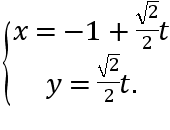 x = −1 + √2/2 t
y = √2/2 t.